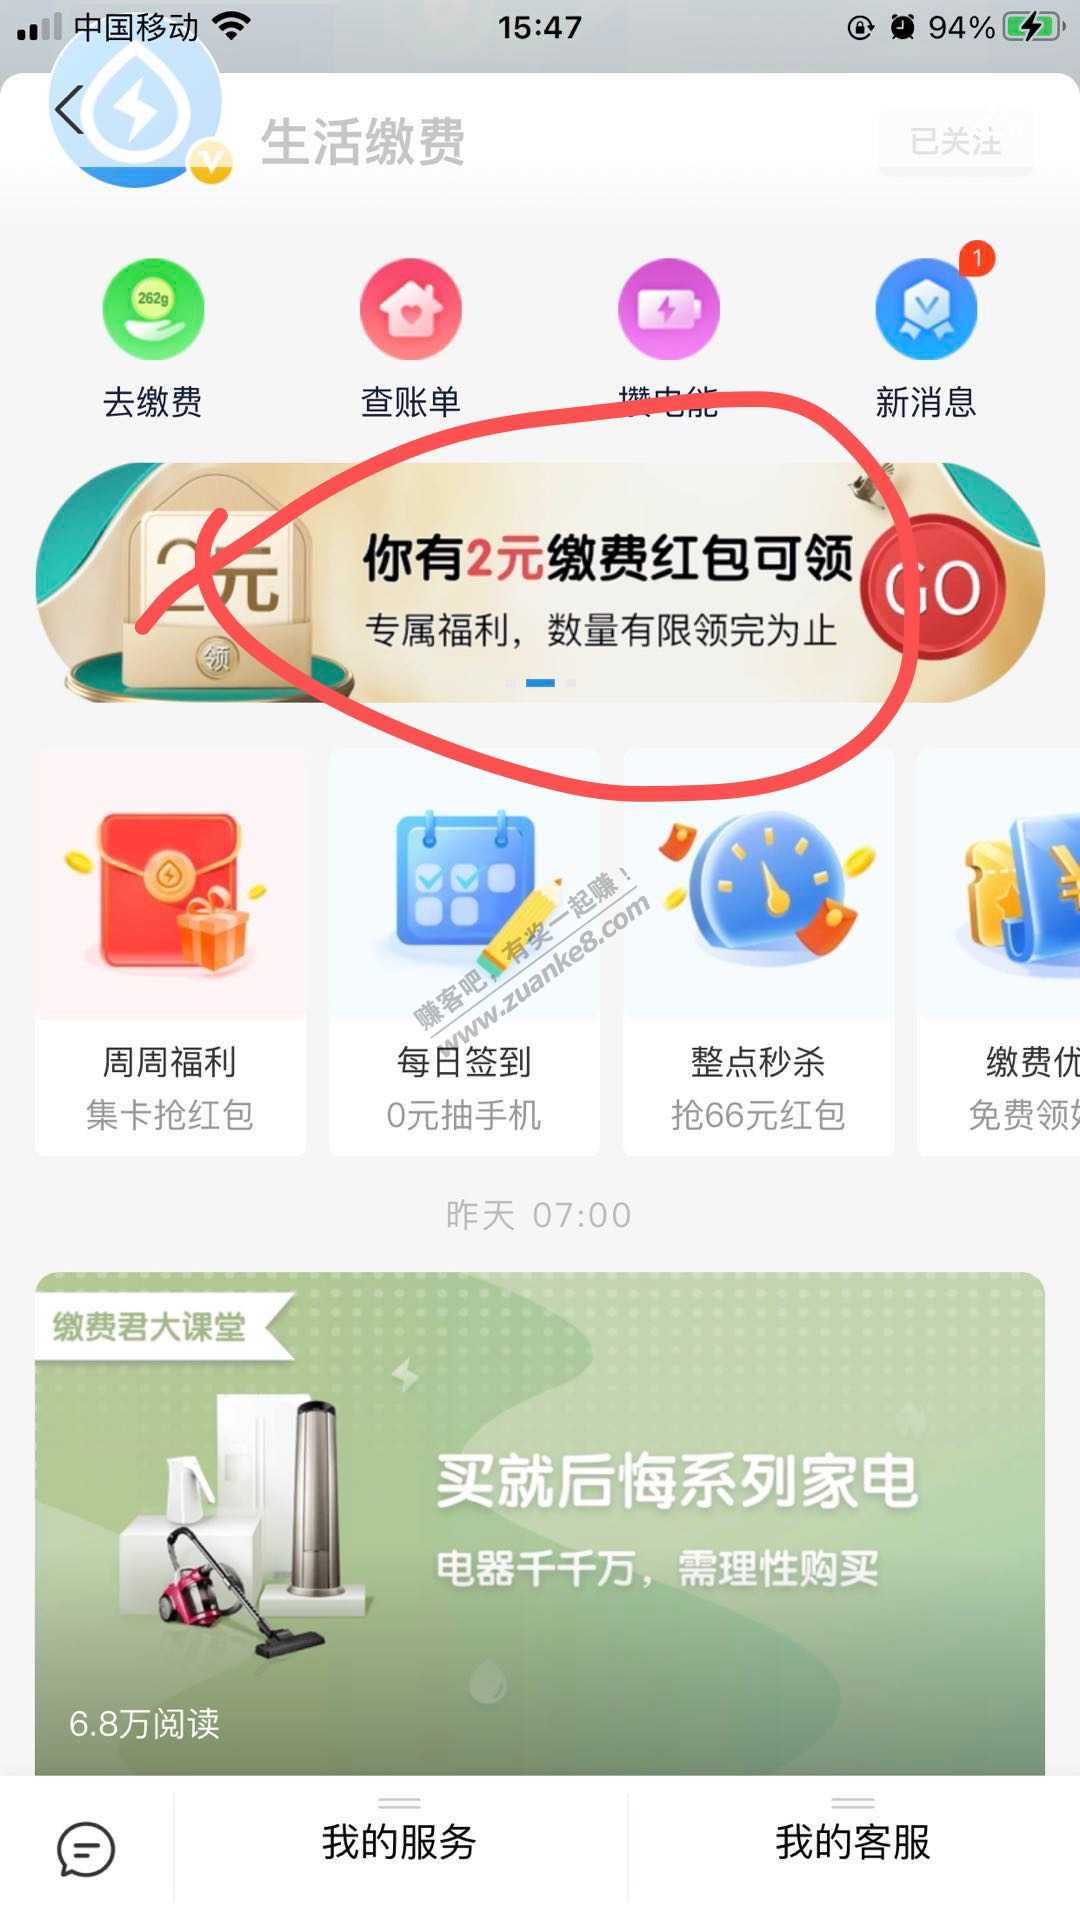 中国移动
15:47
94%
生活缴费
已关注
262g
1
去缴费
查账单
攒电能
新消息
2元
领
你有2元缴费红包可领
专属福利，数量有限领完为止
GO
赚客吧，有奖一起赚！
www.zuanke8.com
周周福利
每日签到
整点秒杀
缴费优
集卡抢红包
0元抽手机
抢66元红包
免费领
昨天 07:00
缴费君大课堂
买就后悔系列家电
电器千千万，需理性购买
6.8万阅读
我的服务
我的客服